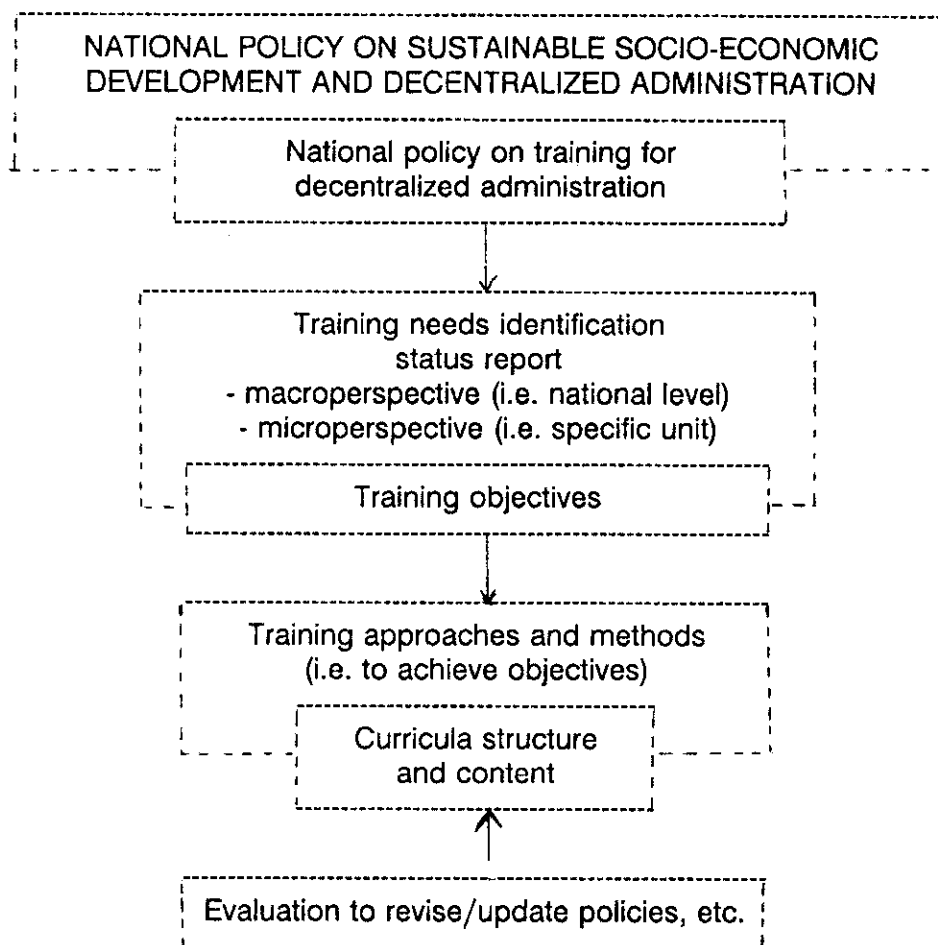 NATIONAL POLICY ON SUSTAINABLE SOCIO-ECONOMIC
DEVELOPMENT AND DECENTRALIZED ADMINISTRATION
National policy on training for
decentralized administration
Training needs identification
status report
- macroperspective (i.e. national level)
- microperspective (i.e. specific unit)
Training objectives
Training approaches and methods
(i.e. to achieve objectives)
Curricula structure
and content
Evaluation to revise/update policies, etc.